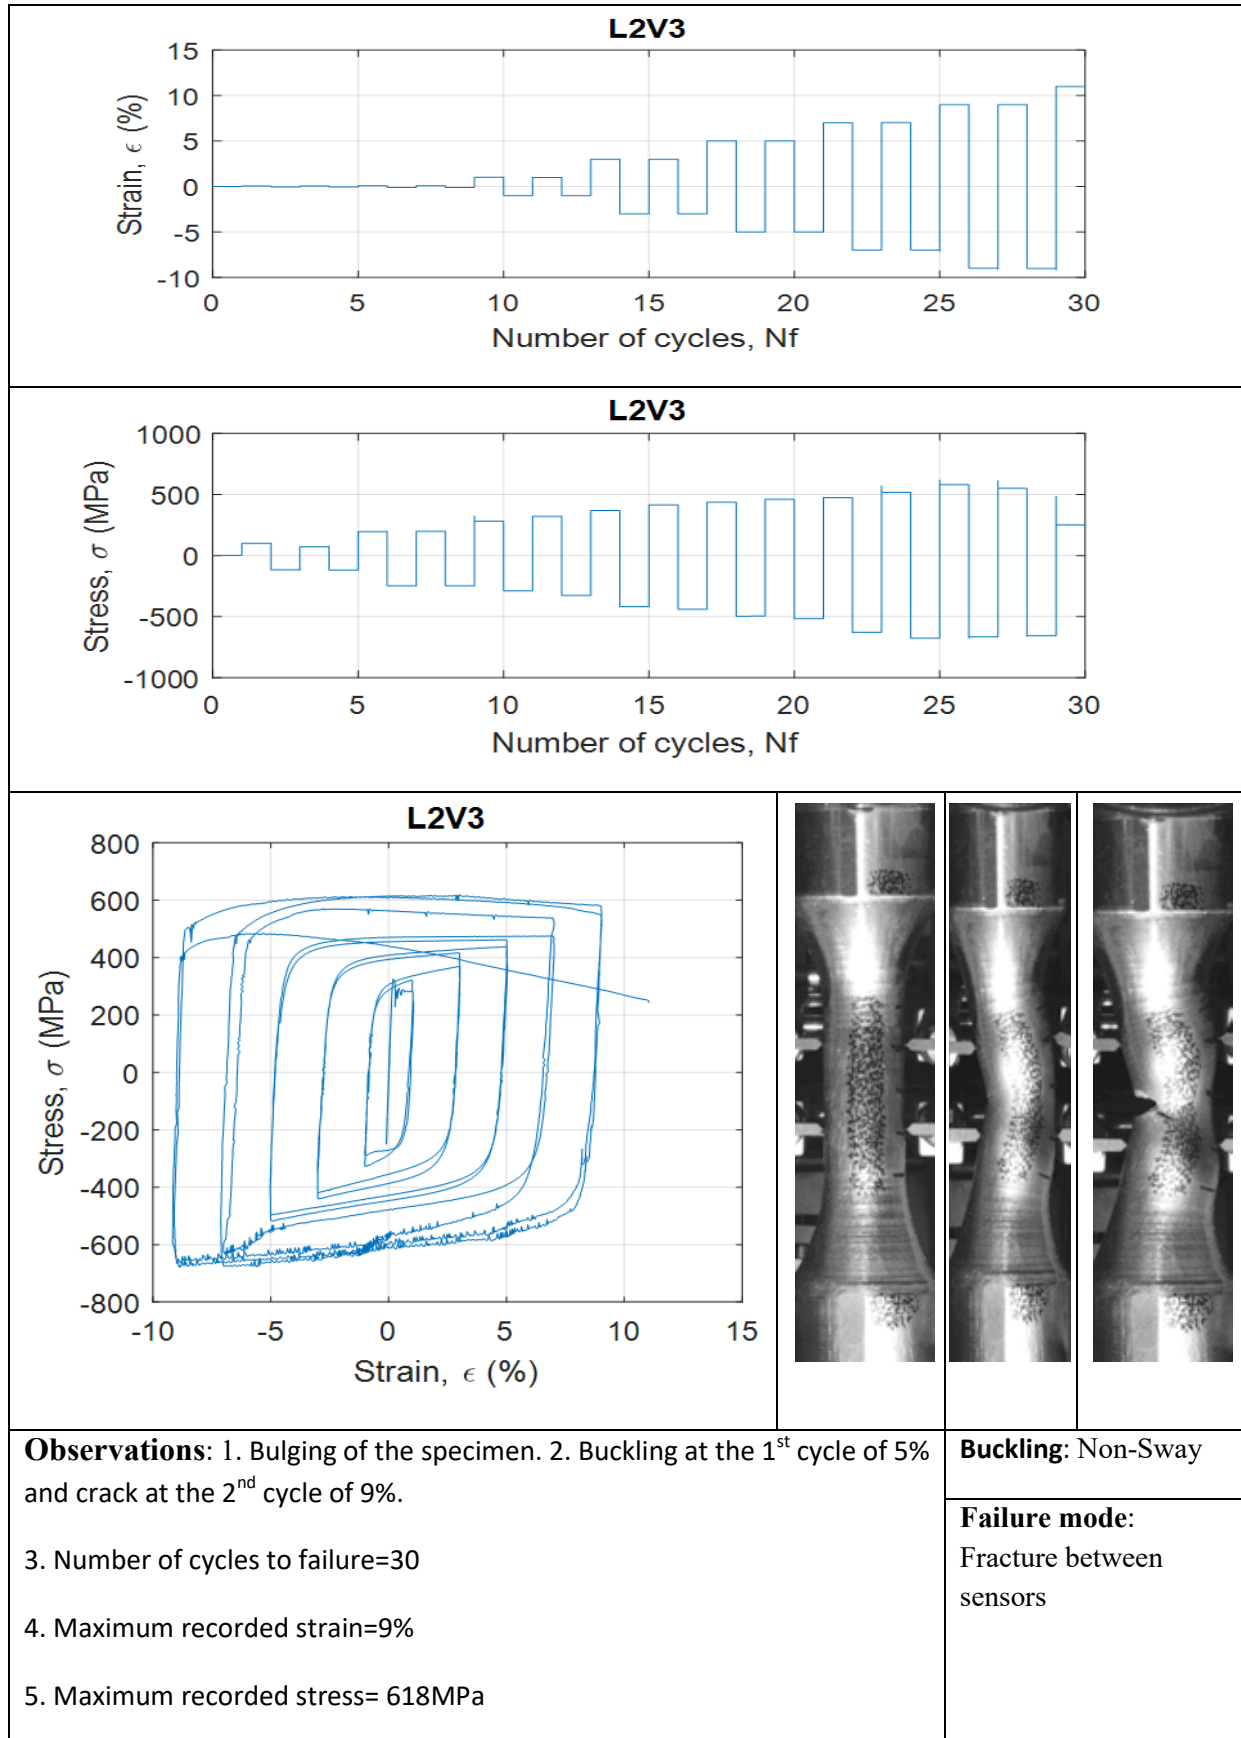 L2V3
15
10
5
0
-5
-10
Strain, ϵ (%)
0 5 10 15 20 25 30
Number of cycles, Nf
L2V3
1000
500
0
-500
-1000
Stress, σ (MPa)
0 5 10 15 20 25 30
Number of cycles, Nf
L2V3
800
600
400
200
0
-200
-400
-600
-800
Stress, σ (MPa)
-10 -5 0 5 10 15
Strain, ϵ (%)
Observations: 1. Bulging of the specimen. 2. Buckling at the 1st cycle of 5%
and crack at the 2nd cycle of 9%.
3. Number of cycles to failure=30
4. Maximum recorded strain=9%
5. Maximum recorded stress= 618MPa
Buckling: Non-Sway
Failure mode:
Fracture between
sensors